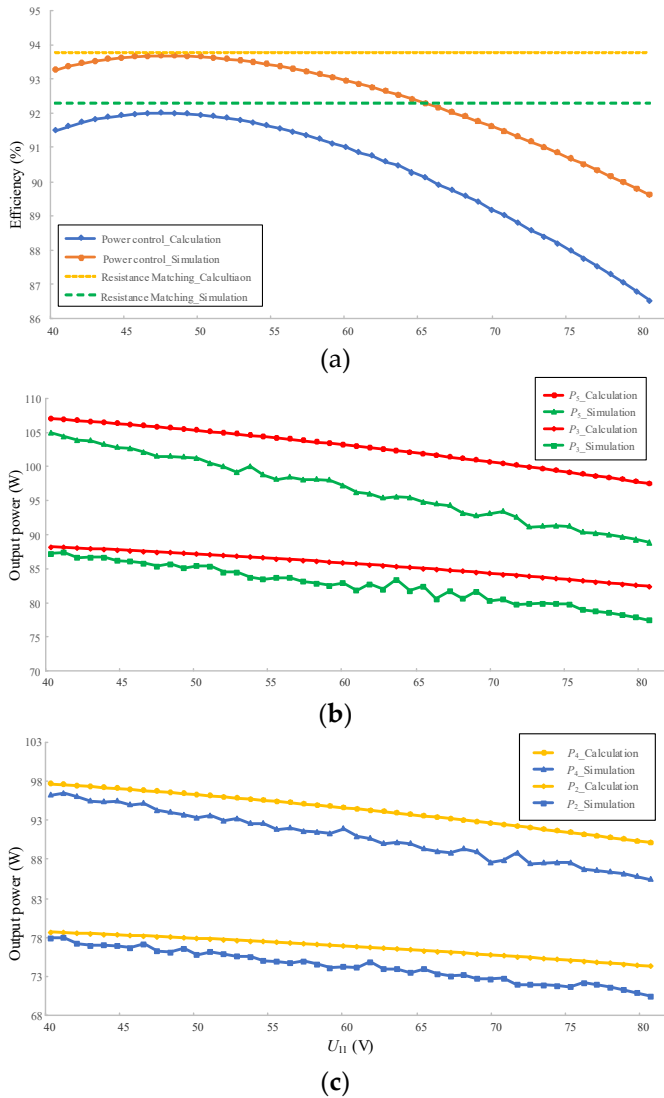 95
94
93
92
91
90
89
88
87
86
Efficiency (%)
Power control_Calculation
Power control_Simulation
Resistance Matching_Calcultiaon
Resistance Matching_Simulation
40 45 50 55 60 65 70 75 80
(a)
110
105
100
95
90
85
80
75
70
Output power (W)
P5_Calculation
P5_Simulation
P3_Calculation
P3_Simulation
40 45 50 55 60 65 70 75 80
(b)
103
98
93
88
83
78
73
68
Output power (W)
P4_Calculation
P4_Simulation
P2_Calculation
P2_Simulation
40 45 50 55 60 65 70 75 80
U11 (V)
(c)